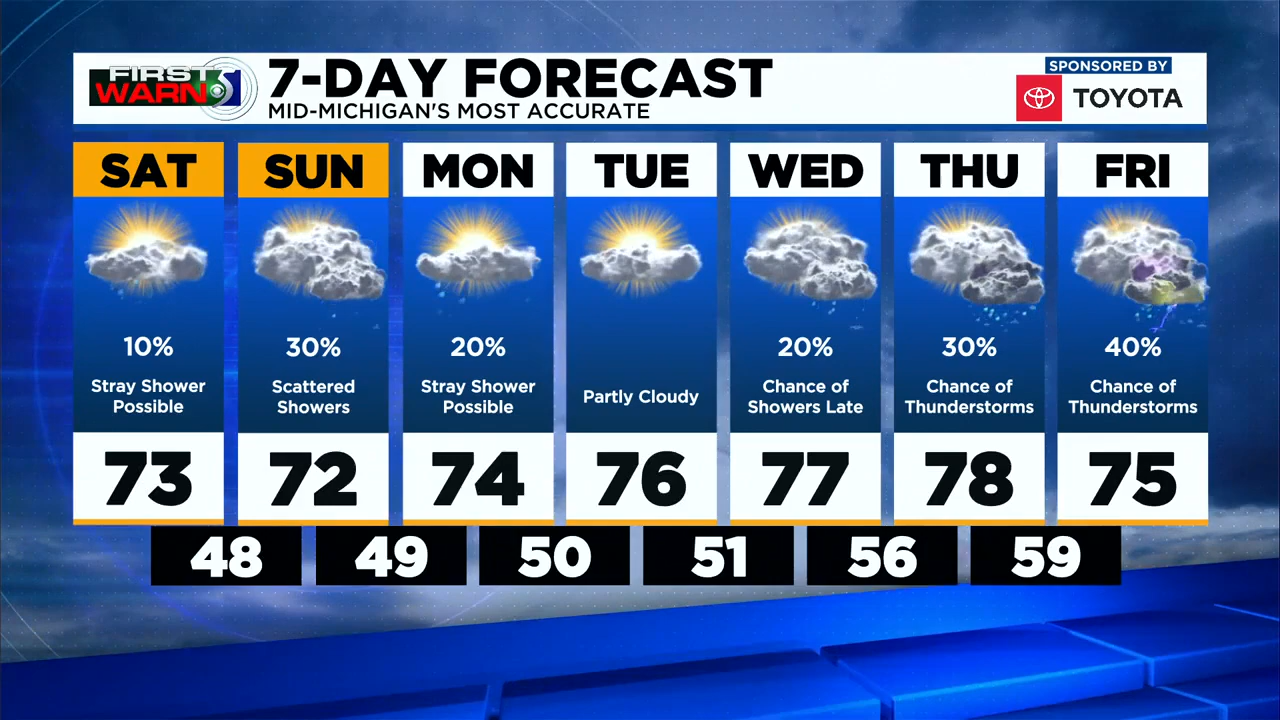 FIRST
WARN 5
7-DAY FORECAST
MID-MICHIGAN'S MOST ACCURATE
SPONSORED BY
TOYOTA
SAT
SUN
MON
TUE
WED
THU
FRI
10%
30%
20%
20%
30%
40%
Stray Shower
Possible
Scattered
Showers
Stray Shower
Possible
Partly Cloudy
Chance of
Showers Late
Chance of
Thunderstorms
Chance of
Thunderstorms
73
72
74
76
77
78
75
48
49
50
51
56
59